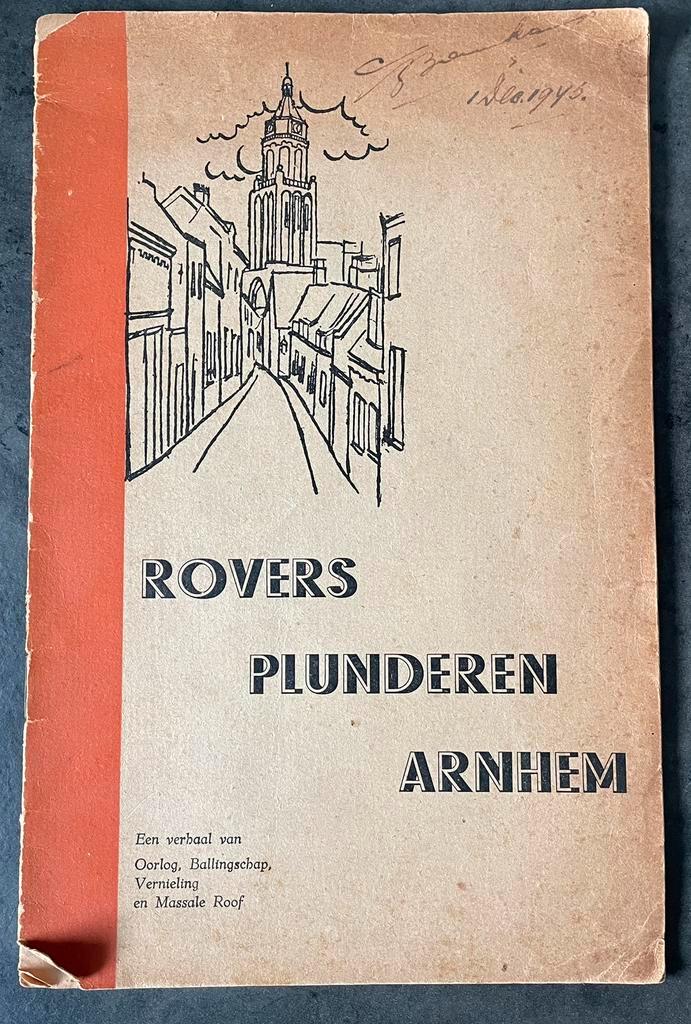 1 Dec. 1945.
ROVERS
PLUNDEREN
ARNHEM
Een verhaal van
Oorlog, Ballingschap,
Vernieling
en Massale Roof